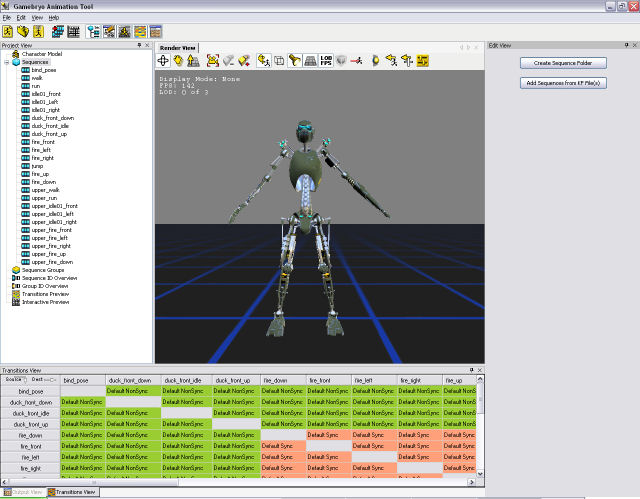 Gamebryo Animation Tool
File Edit View Help
Project View
Character Model
Sequences
bind_pose
walk
run
idle01_front
idle01_left
idle01_right
duck_front_down
duck_front_idle
duck_front_up
fire_front
fire_left
fire_right
jump
fire_up
fire_down
upper_walk
upper_run
upper_idle01_front
upper_idle01_left
upper_idle01_right
upper_fire_front
upper_fire_left
upper_fire_right
upper_fire_up
upper_fire_down
Sequence Groups
Sequence ID Overview
Group ID Overview
Transitions Preview
Interactive Preview
Render View
LOD BONE
Display Mode: None
FPS: 142
LOD: 0 of 3
Edit View
Create Sequence Folder
Add Sequences from KF File(s)
Transitions View
Source Dest bind_pose duck_front_down duck_front_idle duck_front_up fire_down fire_front fire_left fire_right fire_up
bind_pose Default NonSync Default NonSync Default NonSync Default NonSync Default NonSync Default NonSync Default NonSync Default NonS
duck_front_down Default NonSync Default NonSync Default NonSync Default NonSync Default NonSync Default NonSync Default NonSync Default NonS
duck_front_idle Default NonSync Default NonSync Default NonSync Default NonSync Default NonSync Default NonSync Default NonSync Default NonS
duck_front_up Default NonSync Default NonSync Default NonSync Default NonSync Default NonSync Default NonSync Default NonSync Default NonS
fire_down Default NonSync Default NonSync Default NonSync Default NonSync Default Sync Default Sync Default Sync Default Sync
fire_front Default NonSync Default NonSync Default NonSync Default NonSync Default Sync Default Sync Default Sync Default Sync
fire_left Default NonSync Default NonSync Default NonSync Default NonSync Default Sync Default Sync Default Sync Default Sync
fire_right Default NonSync Default NonSync Default NonSync Default NonSync Default Sync Default Sync Default Sync Default Sync
Output View Transitions View